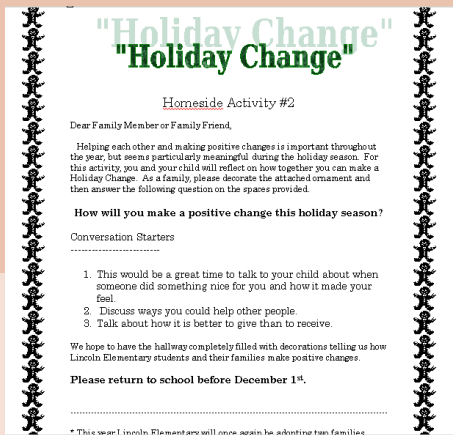 "Holiday Change"
Homeside Activity #2
Dear Family Member or Family Friend,
Helping each other and making positive changes is important throughout
the year, but seems particularly meaningful during the holiday season. For
this activity, you and your child will reflect on how together you can make a
Holiday Change. As a family, please decorate the attached ornament and
then answer the following question on the spaces provided.
How will you make a positive change this holiday season?
Conversation Starters
--------------------------
1. This would be a great time to talk to your child about when
someone did something nice for you and how it made your
feel.
2. Discuss ways you could help other people.
3. Talk about how it is better to give than to receive.
We hope to have the hallway completely filled with decorations telling us how
Lincoln Elementary students and their families make positive changes.
Please return to school before December 1st.
* This year Lincoln Elementary will once again be adopting two families